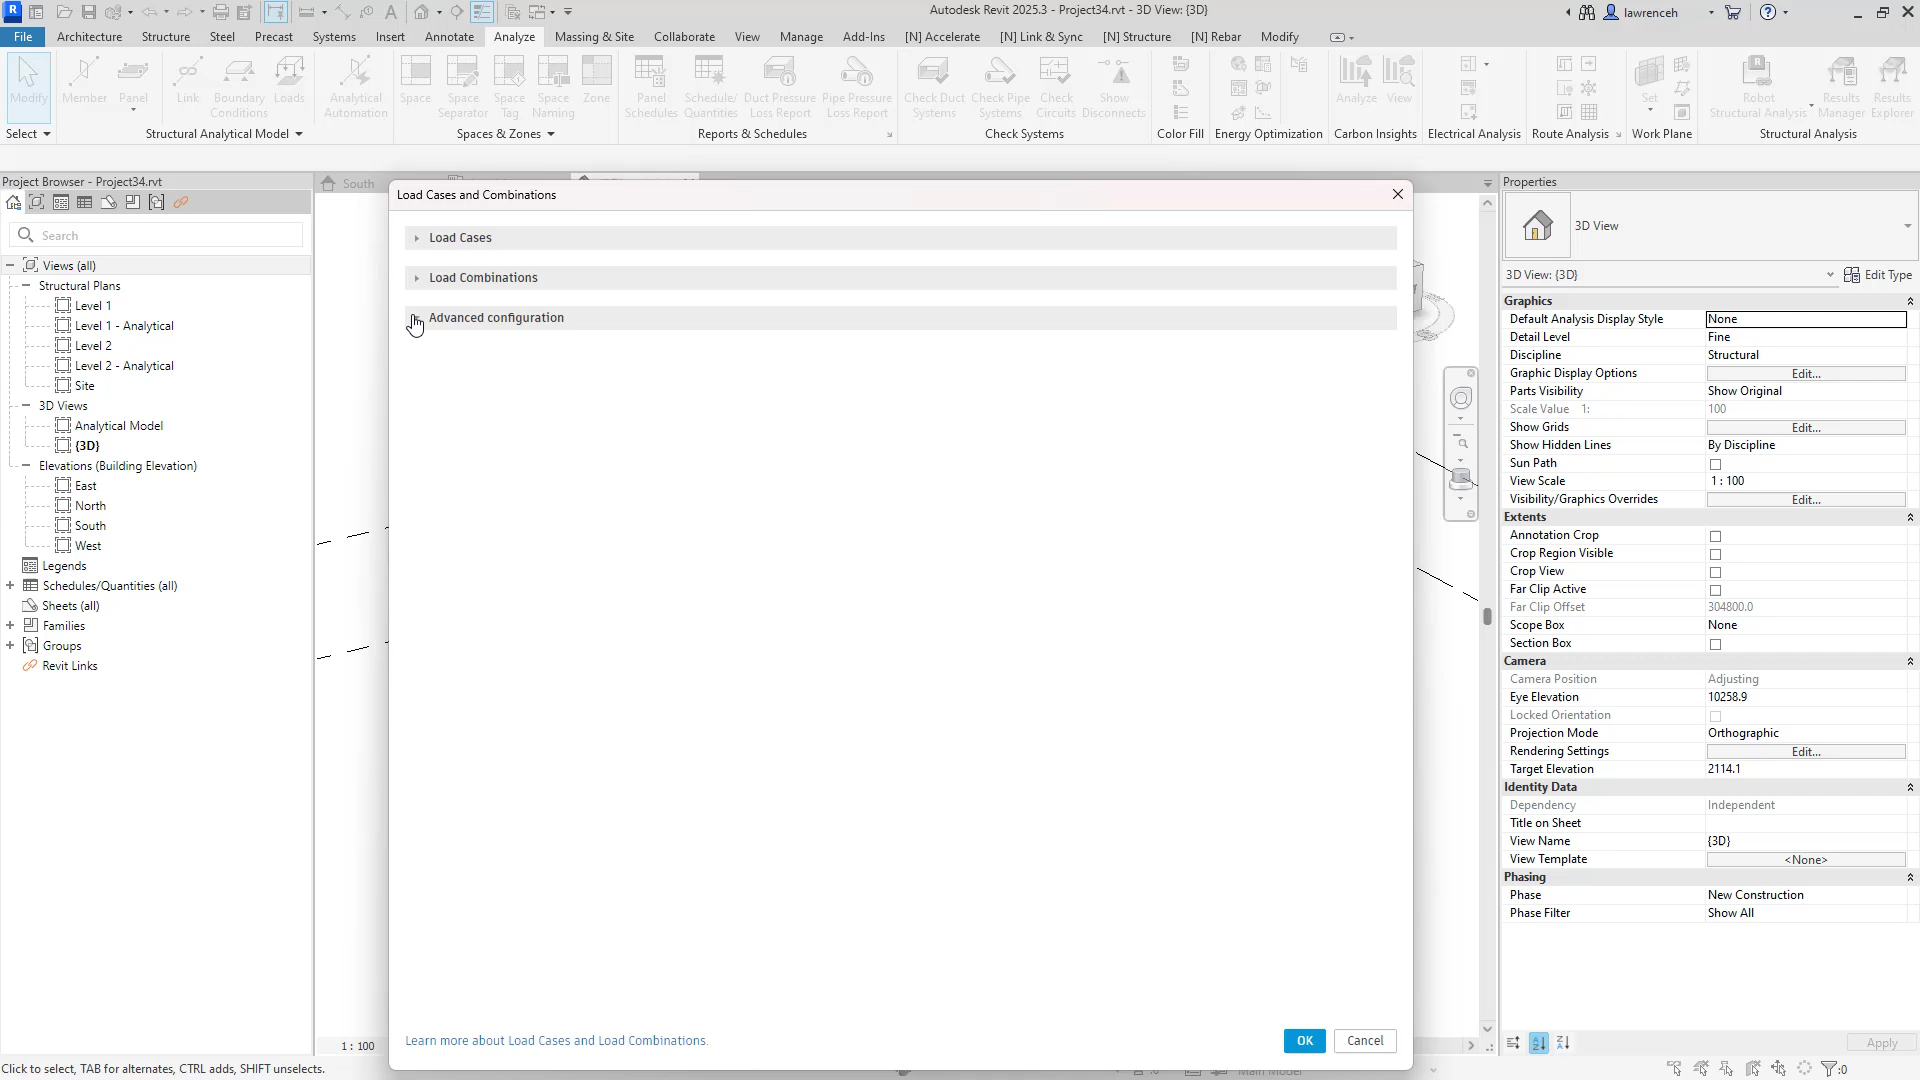 Autodesk Revit 2025.3 - Project34.rvt - 3D View: {3D}
lawrenceh
File
Architecture
Structure
Steel
Precast
Systems
Insert
Annotate
Analyze
Massing & Site
Collaborate
View
Manage
Add-Ins
[N] Accelerate
[N] Link & Sync
[N] Structure
[N] Rebar
Modify
Modify
Member
Panel
Link
Boundary
Conditions
Loads
Analytical
Automation
Space
Space
Separator
Space
Tag
Space
Naming
Zone
Panel
Schedules
Schedule/
Quantities
Duct Pressure
Loss Report
Pipe Pressure
Loss Report
Check Duct
Systems
Check Pipe
Systems
Check
Circuits
Show
Disconnects
Analyze
View
Set
Robot
Structural Analysis
Results
Manager
Results
Explorer
Select
Structural Analytical Model
Spaces & Zones
Reports & Schedules
Check Systems
Color Fill
Energy Optimization
Carbon Insights
Electrical Analysis
Route Analysis
Work Plane
Structural Analysis
Project Browser - Project34.rvt
Search
Views (all)
Structural Plans
Level 1
Level 1 - Analytical
Level 2
Level 2 - Analytical
Site
3D Views
Analytical Model
{3D}
Elevations (Building Elevation)
East
North
South
West
Legends
Schedules/Quantities (all)
Sheets (all)
Families
Groups
Revit Links
South
Load Cases and Combinations
Load Cases
Load Combinations
Advanced configuration
Learn more about Load Cases and Load Combinations.
OK
Cancel
1 : 100
Main Model
Properties
3D View
3D View: {3D}
Edit Type
Graphics
Default Analysis Display Style None
Detail Level Fine
Discipline Structural
Graphic Display Options Edit...
Parts Visibility Show Original
Scale Value 1: 100
Show Grids Edit...
Show Hidden Lines By Discipline
Sun Path
View Scale 1 : 100
Visibility/Graphics Overrides Edit...
Extents
Annotation Crop
Crop Region Visible
Crop View
Far Clip Active
Far Clip Offset 304800.0
Scope Box None
Section Box
Camera
Camera Position Adjusting
Eye Elevation 10258.9
Locked Orientation
Projection Mode Orthographic
Rendering Settings Edit...
Target Elevation 2114.1
Identity Data
Dependency Independent
Title on Sheet
View Name {3D}
View Template <None>
Phasing
Phase New Construction
Phase Filter Show All
Apply
Click to select, TAB for alternates, CTRL adds, SHIFT unselects.
:0
:0